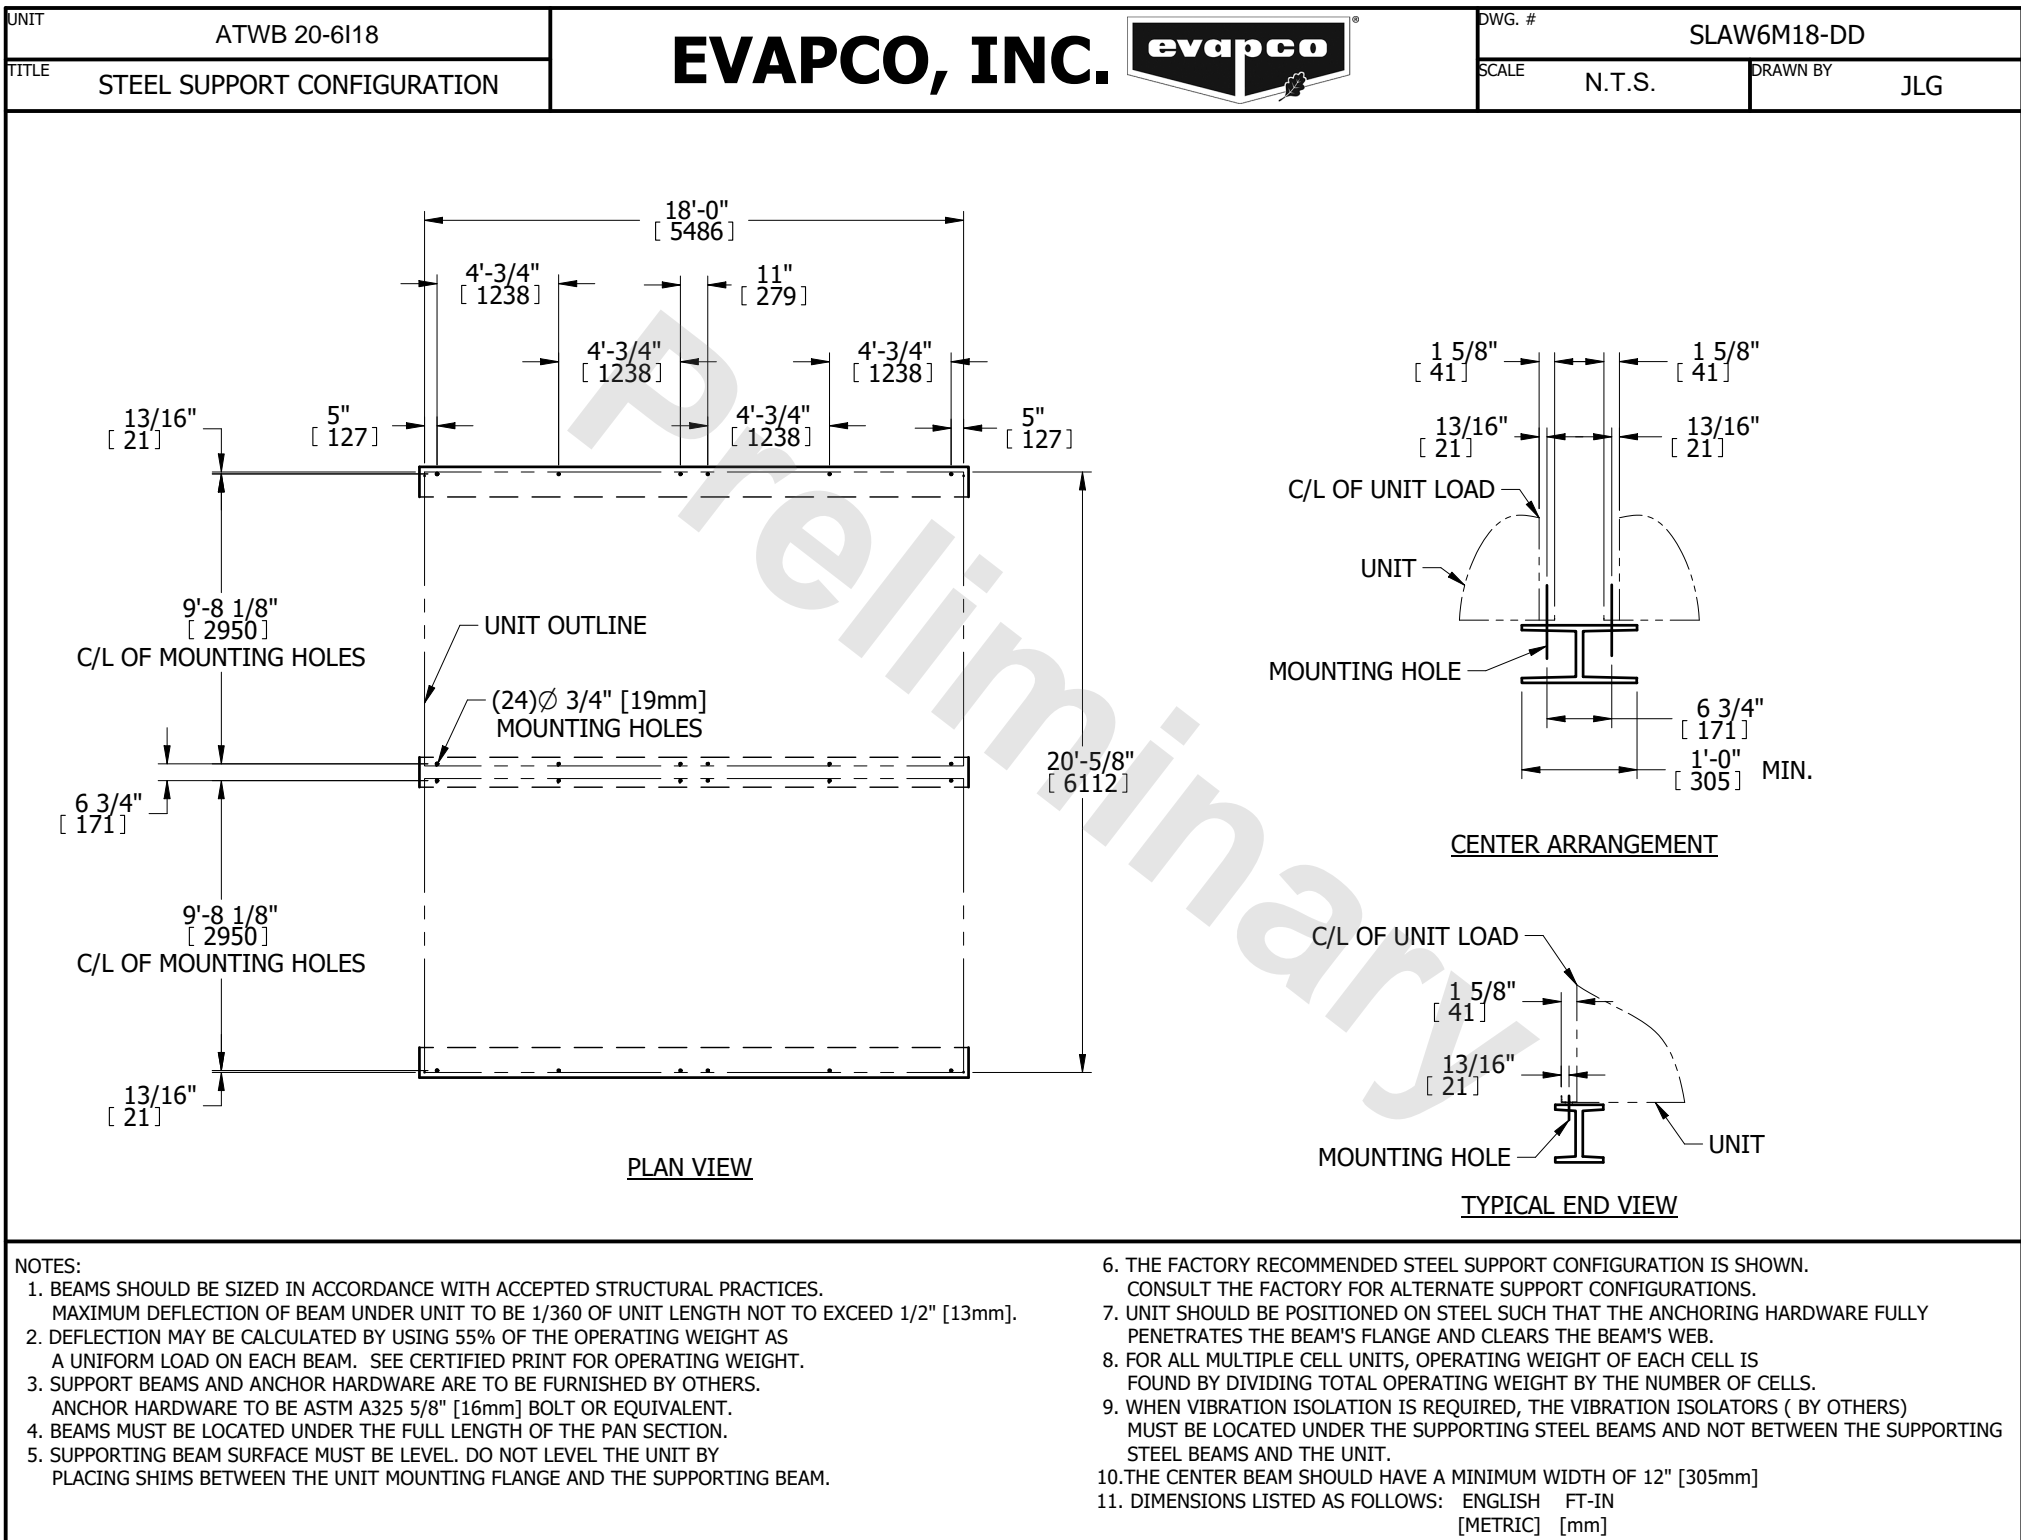 UNIT
ATWB 20-6I18
TITLE
STEEL SUPPORT CONFIGURATION
EVAPCO, INC.
evapco
®
DWG. #
SLAW6M18-DD
SCALE
N.T.S.
DRAWN BY
JLG
18'-0"
[ 5486 ]
4'-3/4"
[ 1238 ]
11"
[ 279 ]
4'-3/4"
[ 1238 ]
4'-3/4"
[ 1238 ]
13/16"
[ 21 ]
5"
[ 127 ]
4'-3/4"
[ 1238 ]
5"
[ 127 ]
9'-8 1/8"
[ 2950 ]
C/L OF MOUNTING HOLES
UNIT OUTLINE
(24)∅ 3/4" [19mm]
MOUNTING HOLES
6 3/4"
[ 171 ]
20'-5/8"
[ 6112 ]
9'-8 1/8"
[ 2950 ]
C/L OF MOUNTING HOLES
13/16"
[ 21 ]
PLAN VIEW
Preliminary
1 5/8"
[ 41 ]
1 5/8"
[ 41 ]
13/16"
[ 21 ]
13/16"
[ 21 ]
C/L OF UNIT LOAD
UNIT
MOUNTING HOLE
6 3/4"
[ 171 ]
1'-0"
[ 305 ]
MIN.
CENTER ARRANGEMENT
C/L OF UNIT LOAD
1 5/8"
[ 41 ]
13/16"
[ 21 ]
MOUNTING HOLE
UNIT
TYPICAL END VIEW
NOTES:
1. BEAMS SHOULD BE SIZED IN ACCORDANCE WITH ACCEPTED STRUCTURAL PRACTICES.
MAXIMUM DEFLECTION OF BEAM UNDER UNIT TO BE 1/360 OF UNIT LENGTH NOT TO EXCEED 1/2" [13mm].
2. DEFLECTION MAY BE CALCULATED BY USING 55% OF THE OPERATING WEIGHT AS
A UNIFORM LOAD ON EACH BEAM. SEE CERTIFIED PRINT FOR OPERATING WEIGHT.
3. SUPPORT BEAMS AND ANCHOR HARDWARE ARE TO BE FURNISHED BY OTHERS.
ANCHOR HARDWARE TO BE ASTM A325 5/8" [16mm] BOLT OR EQUIVALENT.
4. BEAMS MUST BE LOCATED UNDER THE FULL LENGTH OF THE PAN SECTION.
5. SUPPORTING BEAM SURFACE MUST BE LEVEL. DO NOT LEVEL THE UNIT BY
PLACING SHIMS BETWEEN THE UNIT MOUNTING FLANGE AND THE SUPPORTING BEAM.
6. THE FACTORY RECOMMENDED STEEL SUPPORT CONFIGURATION IS SHOWN.
CONSULT THE FACTORY FOR ALTERNATE SUPPORT CONFIGURATIONS.
7. UNIT SHOULD BE POSITIONED ON STEEL SUCH THAT THE ANCHORING HARDWARE FULLY
PENETRATES THE BEAM'S FLANGE AND CLEARS THE BEAM'S WEB.
8. FOR ALL MULTIPLE CELL UNITS, OPERATING WEIGHT OF EACH CELL IS
FOUND BY DIVIDING TOTAL OPERATING WEIGHT BY THE NUMBER OF CELLS.
9. WHEN VIBRATION ISOLATION IS REQUIRED, THE VIBRATION ISOLATORS ( BY OTHERS)
MUST BE LOCATED UNDER THE SUPPORTING STEEL BEAMS AND NOT BETWEEN THE SUPPORTING
STEEL BEAMS AND THE UNIT.
10.THE CENTER BEAM SHOULD HAVE A MINIMUM WIDTH OF 12" [305mm]
11. DIMENSIONS LISTED AS FOLLOWS: ENGLISH FT-IN
[METRIC] [mm]